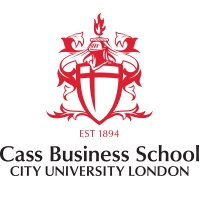 EST 1894
Cass Business School
CITY UNIVERSITY LONDON